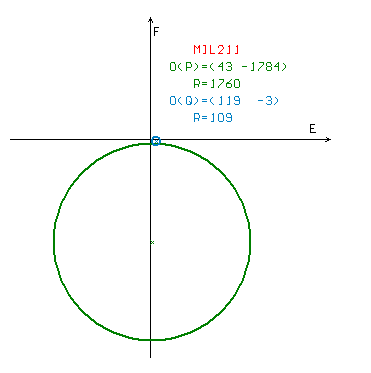 F
MJL211
O(P)=(43 -1784)
R=1760
O(Q)=(119 -3)
R=109
E